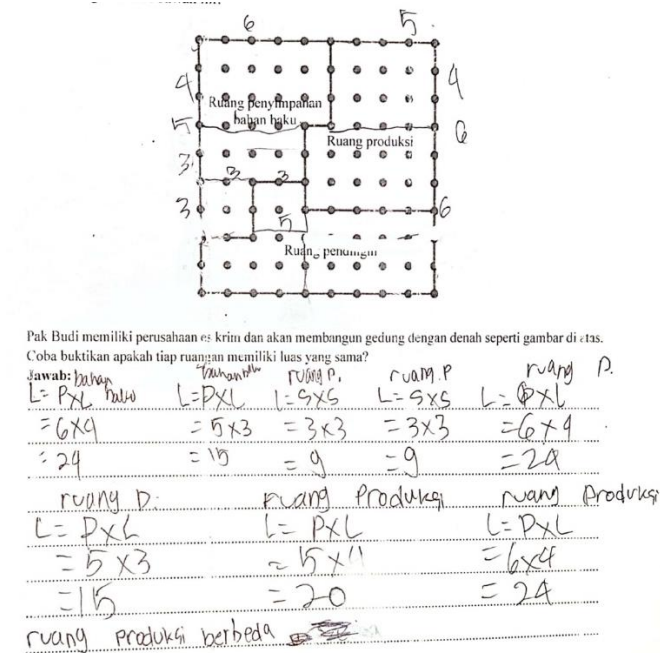 6 5
4 4
Ruang penyimpanan
bahan baku
5 6
Ruang produksi
3
3 3
3 6
5
Ruang pendingin
Pak Budi memiliki perusahaan es krim dan akan membangun gedung dengan denah seperti gambar di atas.
Coba buktikan apakah tiap ruangan memiliki luas yang sama?
Jawab: bahan ruang P. ruang.P ruang P.
L= PxL baku L=PxL L=SxS L=SxS L= PxL
=6x4 =5x3 =3x3 =3x3 =6x4
=24 =15 =9 =9 =24
ruang D. ruang Produksi ruang Produksi
L= PxL L= PxL L=PxL
=5x3 =5x4 =6x4
=15 =20 = 24
ruang produksi berbeda